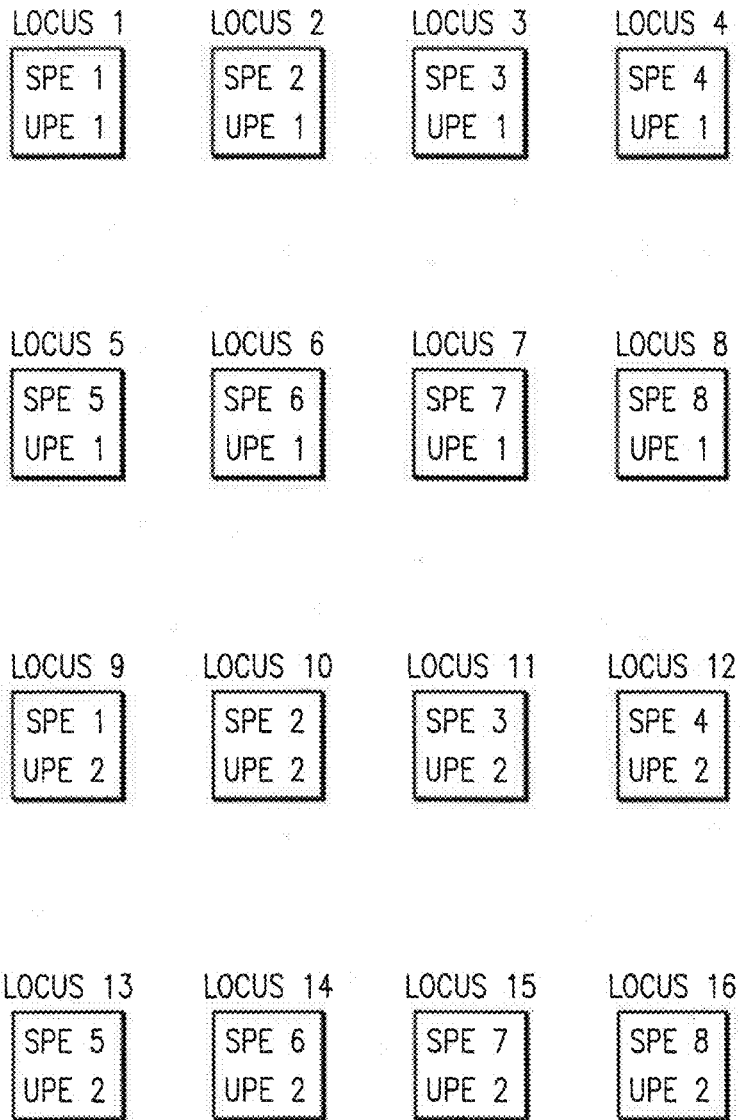 LOCUS 1 LOCUS 2 LOCUS 3 LOCUS 4
SPE 1 SPE 2 SPE 3 SPE 4
UPE 1 UPE 1 UPE 1 UPE 1
LOCUS 5 LOCUS 6 LOCUS 7 LOCUS 8
SPE 5 SPE 6 SPE 7 SPE 8
UPE 1 UPE 1 UPE 1 UPE 1
LOCUS 9 LOCUS 10 LOCUS 11 LOCUS 12
SPE 1 SPE 2 SPE 3 SPE 4
UPE 2 UPE 2 UPE 2 UPE 2
LOCUS 13 LOCUS 14 LOCUS 15 LOCUS 16
SPE 5 SPE 6 SPE 7 SPE 8
UPE 2 UPE 2 UPE 2 UPE 2